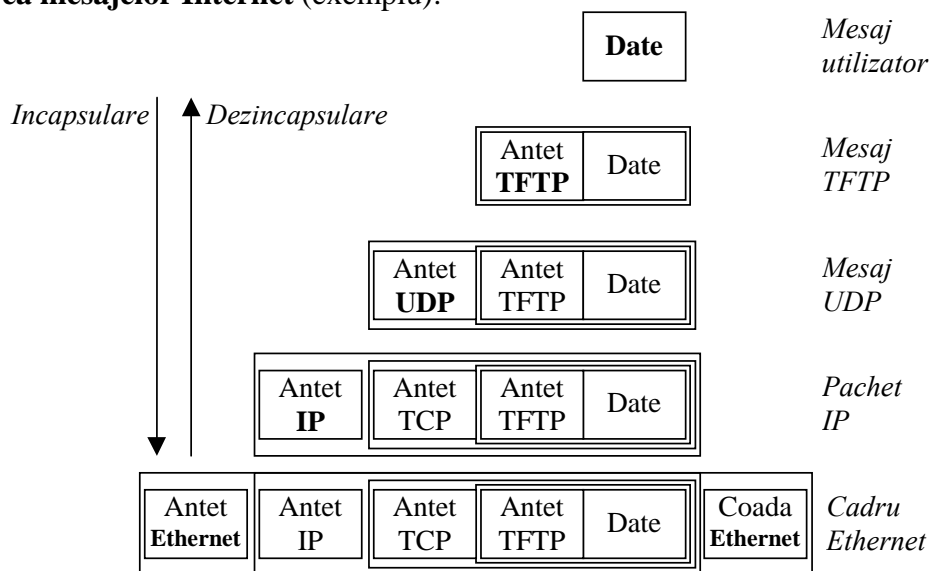 ca mesajelor Internet (exemplu):
Date
Mesaj
utilizator
Incapsulare
Dezincapsulare
Antet
TFTP
Date
Mesaj
TFTP
Antet
UDP
Antet
TFTP
Date
Mesaj
UDP
Antet
IP
Antet
TCP
Antet
TFTP
Date
Pachet
IP
Antet
Ethernet
Antet
IP
Antet
TCP
Antet
TFTP
Date
Coada
Ethernet
Cadru
Ethernet